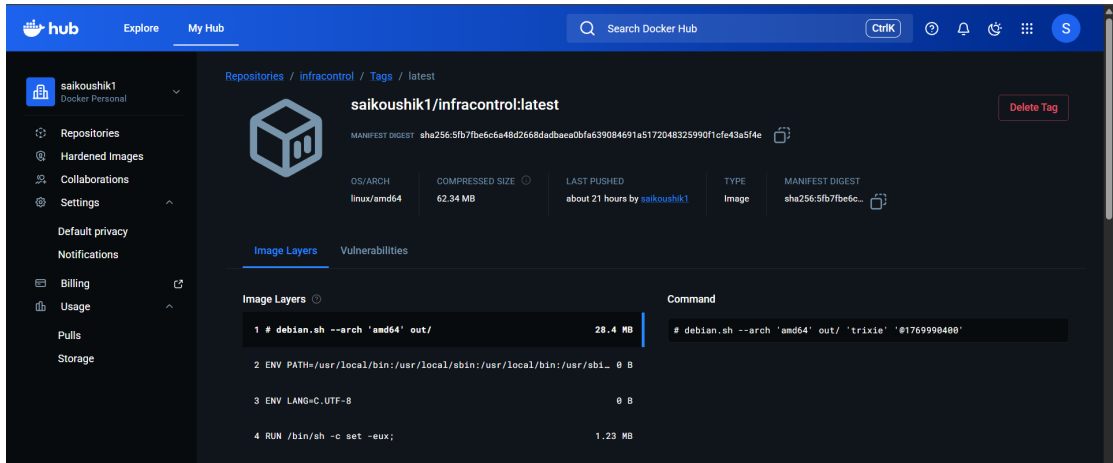 hub Explore My Hub Search Docker Hub CtrlK S
saikoushik1
Docker Personal
Repositories
Hardened Images
Collaborations
Settings
Default privacy
Notifications
Billing
Usage
Pulls
Storage
Repositories / infracontrol / Tags / latest
saikoushik1/infracontrol:latest
Delete Tag
MANIFEST DIGEST sha256:5fb7fbe6c6a48d2668dadbaea0bfa639084691a5172048325990f1cfe43a5f4e
OS/ARCH COMPRESSED SIZE LAST PUSHED TYPE MANIFEST DIGEST
linux/amd64 62.34 MB about 21 hours by saikoushik1 Image sha256:5fb7fbe6c…
Image Layers Vulnerabilities
Image Layers
1 # debian.sh --arch 'amd64' out/ 28.4 MB
2 ENV PATH=/usr/local/bin:/usr/local/sbin:/usr/local/bin:/usr/sbi… 0 B
3 ENV LANG=C.UTF-8 0 B
4 RUN /bin/sh -c set -eux; 1.23 MB
Command
# debian.sh --arch 'amd64' out/ 'trixie' '@1769990400'